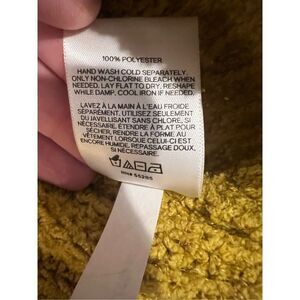 100% POLYESTER
HAND WASH COLD SEPARATELY.
ONLY NON-CHLORINE BLEACH WHEN
NEEDED. LAY FLAT TO DRY. RESHAPE
WHILE DAMP. COOL IRON IF NEEDED.
LAVEZ À LA MAIN À L'EAU FROIDE
SÉPARÉMENT. UTILISEZ SEULEMENT
DU JAVELLISANT SANS CHLORE, SI
NÉCESSAIRE. ÉTENDRE À PLAT POUR
SÉCHER, RENDRE LA FORME AU
VÊTEMENT LORSQUE CELUI-CI EST
ENCORE HUMIDE. REPASSAGE DOUX,
SI NÉCESSAIRE.
55285